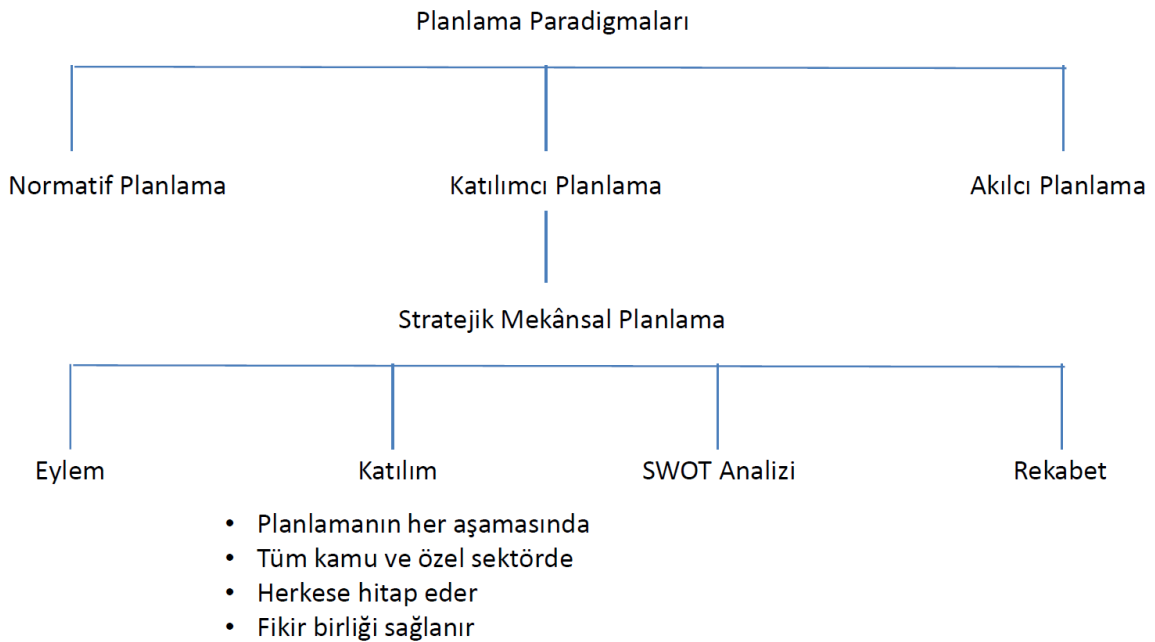 Planlama Paradigmaları
Normatif Planlama
Katılımcı Planlama
Akılcı Planlama
Stratejik Mekânsal Planlama
Eylem
Katılım
SWOT Analizi
Rekabet
• Planlamanın her aşamasında
• Tüm kamu ve özel sektörde
• Herkese hitap eder
• Fikir birliği sağlanır